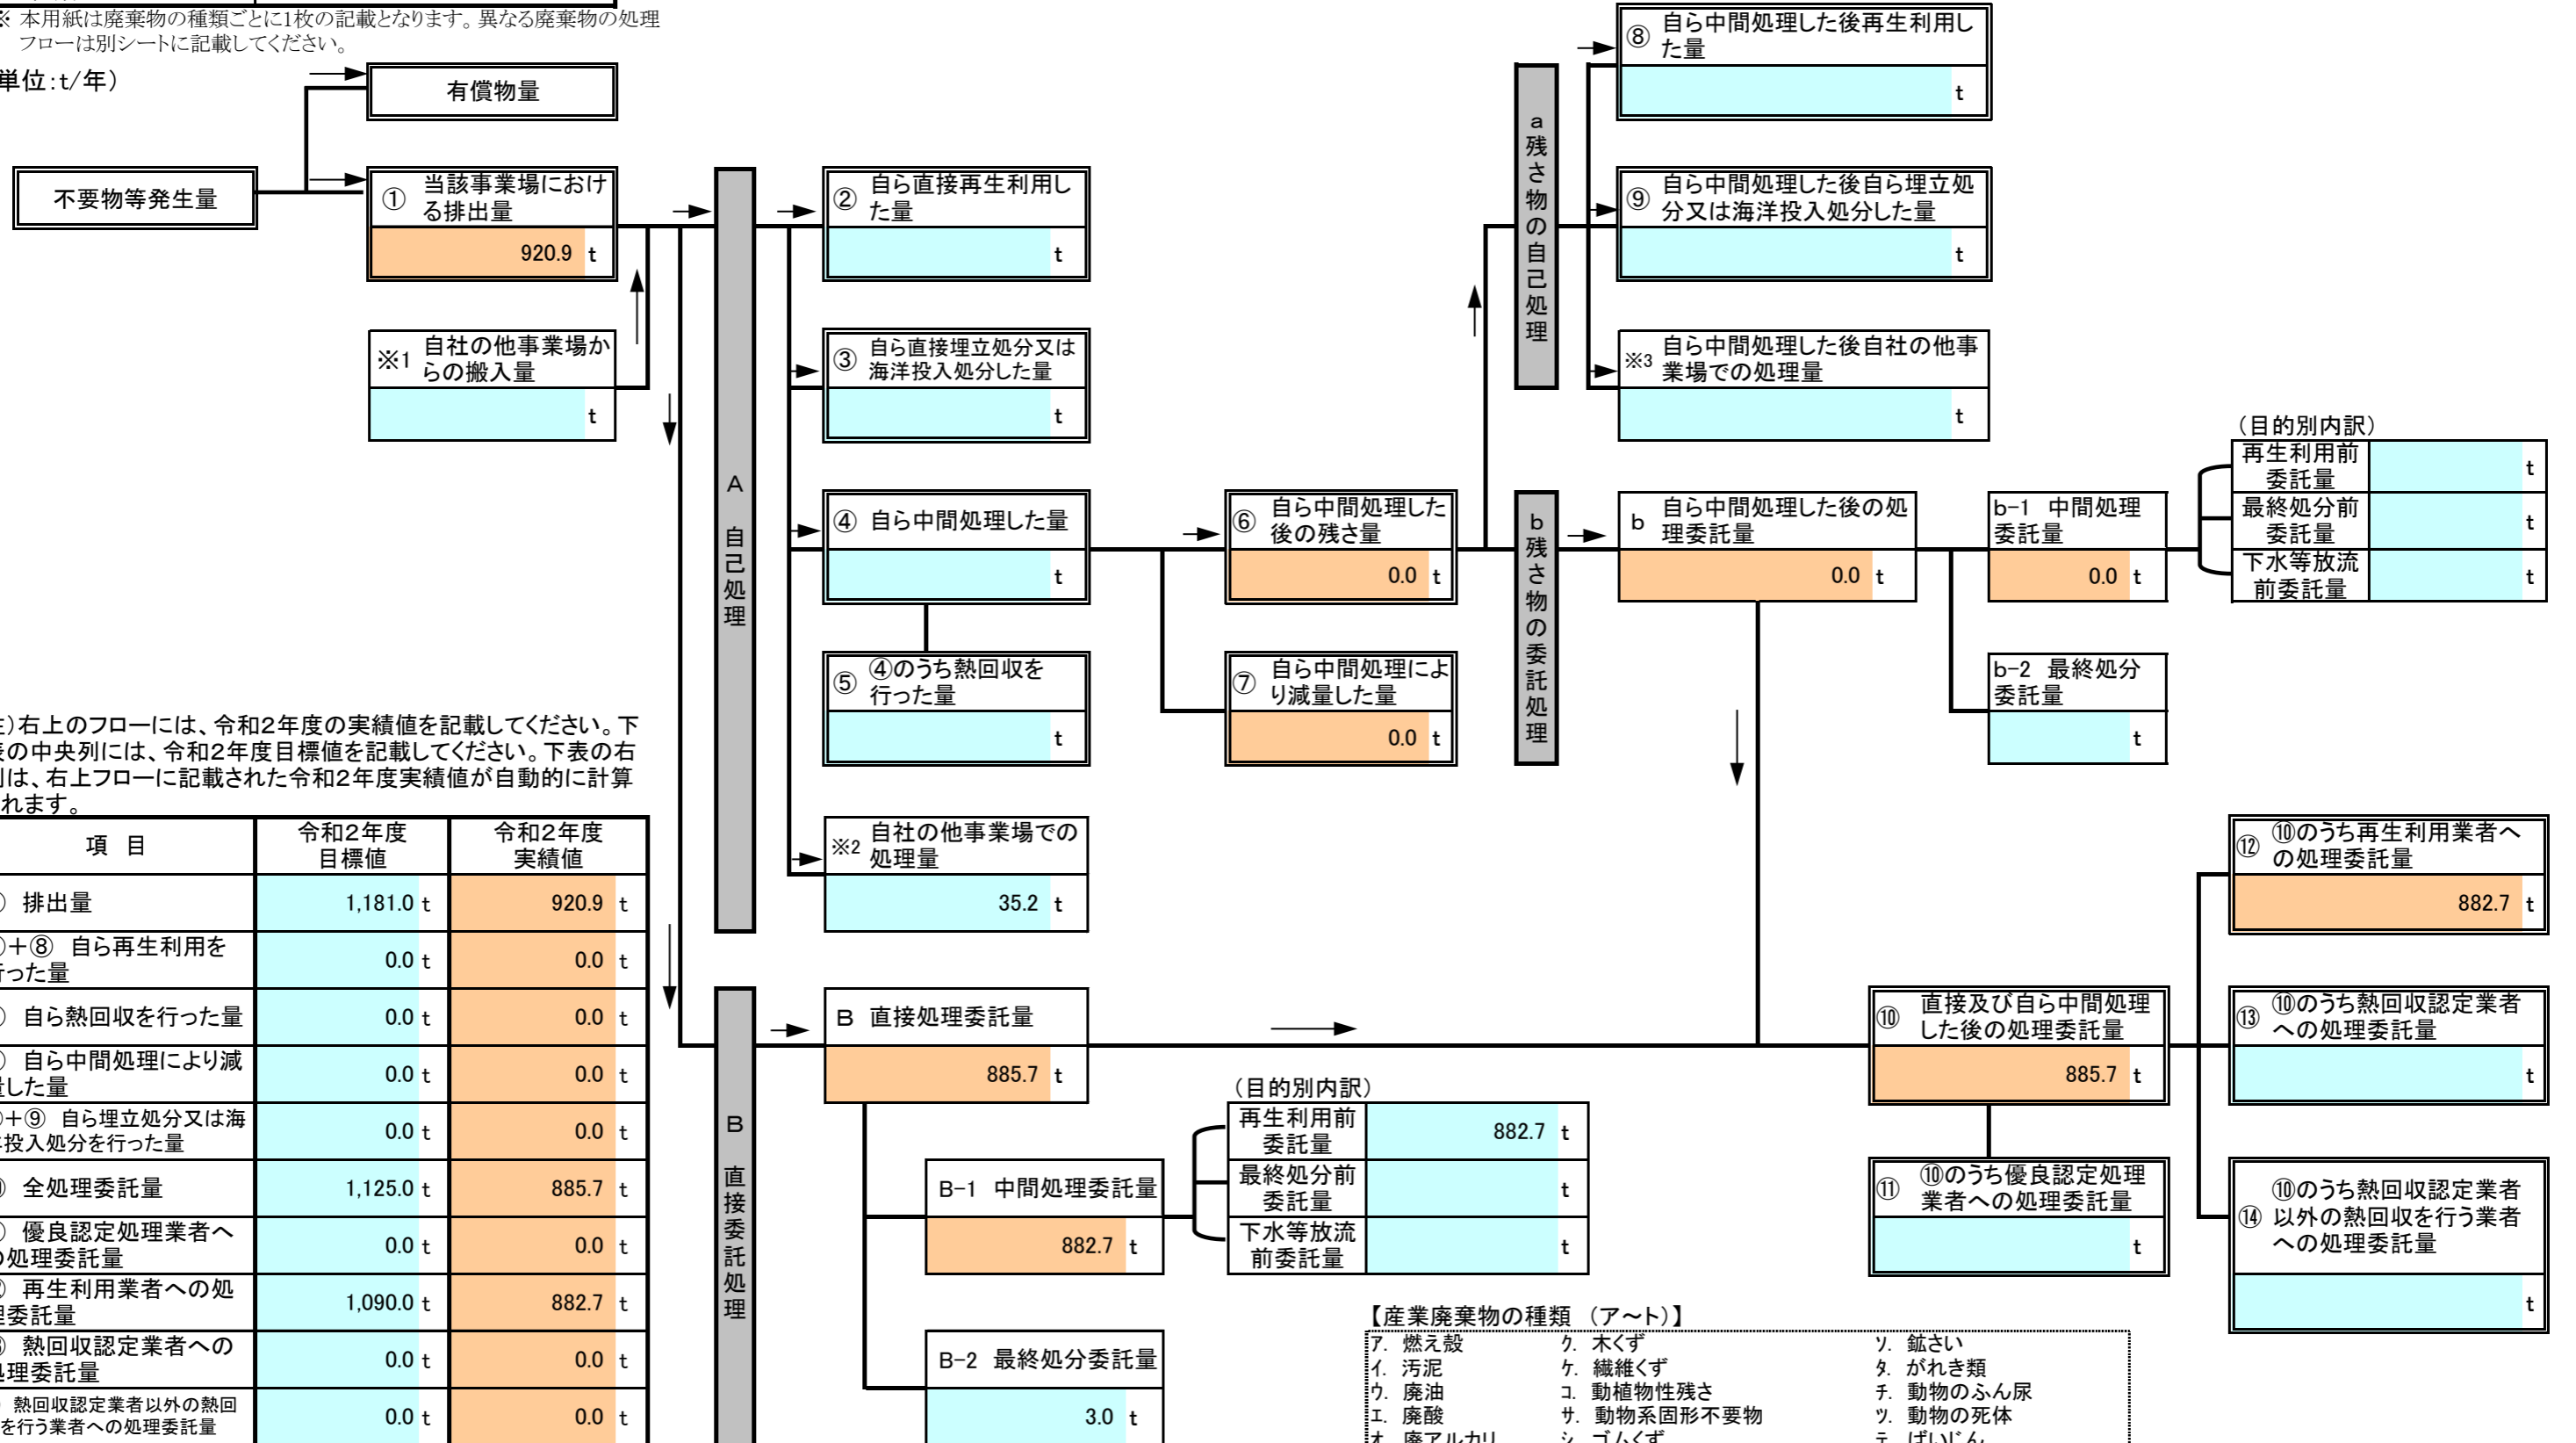 ※ 本用紙は廃棄物の種類ごとに1枚の記載となります。異なる廃棄物の処理
フローは別シートに記載してください。
単位:t/年)
有償物量
不要物等発生量
① 当該事業場におけ
る排出量
920.9 t
※1 自社の他事業場か
らの搬入量
t
A 自己処理
② 自ら直接再生利用し
た量
t
③ 自ら直接埋立処分又は
海洋投入処分した量
t
④ 自ら中間処理した量
t
⑤ ④のうち熱回収を
行った量
t
※2 自社の他事業場での
処理量
35.2 t
⑥ 自ら中間処理した
後の残さ量
0.0 t
⑦ 自ら中間処理によ
り減量した量
0.0 t
a 残さ物の自己処理
⑧ 自ら中間処理した後再生利用し
た量
t
⑨ 自ら中間処理した後自ら埋立処
分又は海洋投入処分した量
t
※3 自ら中間処理した後自社の他事
業場での処理量
t
b 残さ物の委託処理
b 自ら中間処理した後の処
理委託量
0.0 t
b-1 中間処理
委託量
0.0 t
b-2 最終処分
委託量
t
(目的別内訳)
再生利用前
委託量
t
最終処分前
委託量
t
下水等放流
前委託量
t
)右上のフローには、令和2年度の実績値を記載してください。下
表の中央列には、令和2年度目標値を記載してください。下表の右
列は、右上フローに記載された令和2年度実績値が自動的に計算
れます。
項 目
令和2年度
目標値
令和2年度
実績値
排出量 1,181.0 t 920.9 t
+⑧ 自ら再生利用を
行った量 0.0 t 0.0 t
自ら熱回収を行った量 0.0 t 0.0 t
自ら中間処理により減
量した量 0.0 t 0.0 t
+⑨ 自ら埋立処分又は海
洋投入処分を行った量 0.0 t 0.0 t
全処理委託量 1,125.0 t 885.7 t
優良認定処理業者へ
の処理委託量 0.0 t 0.0 t
再生利用業者への処
理委託量 1,090.0 t 882.7 t
熱回収認定業者への
処理委託量 0.0 t 0.0 t
熱回収認定業者以外の熱回
を行う業者への処理委託量 0.0 t 0.0 t
B 直接委託処理
B 直接処理委託量
885.7 t
B-1 中間処理委託量
882.7 t
B-2 最終処分委託量
3.0 t
(目的別内訳)
再生利用前
委託量
882.7 t
最終処分前
委託量
t
下水等放流
前委託量
t
⑩ 直接及び自ら中間処理
した後の処理委託量
885.7 t
⑪ ⑩のうち優良認定処理
業者への処理委託量
t
⑫ ⑩のうち再生利用業者へ
の処理委託量
882.7 t
⑬ ⑩のうち熱回収認定業者
への処理委託量
t
⑭ ⑩のうち熱回収認定業者
以外の熱回収を行う業者
への処理委託量
t
【産業廃棄物の種類 (ア~ト)】
ア. 燃え殻 ク. 木くず ソ. 鉱さい
イ. 汚泥 ケ. 繊維くず タ. がれき類
ウ. 廃油 コ. 動植物性残さ チ. 動物のふん尿
エ. 廃酸 サ. 動物系固形不要物 ツ. 動物の死体
オ. 廃アルカリ シ. ゴムくず テ. ばいじん